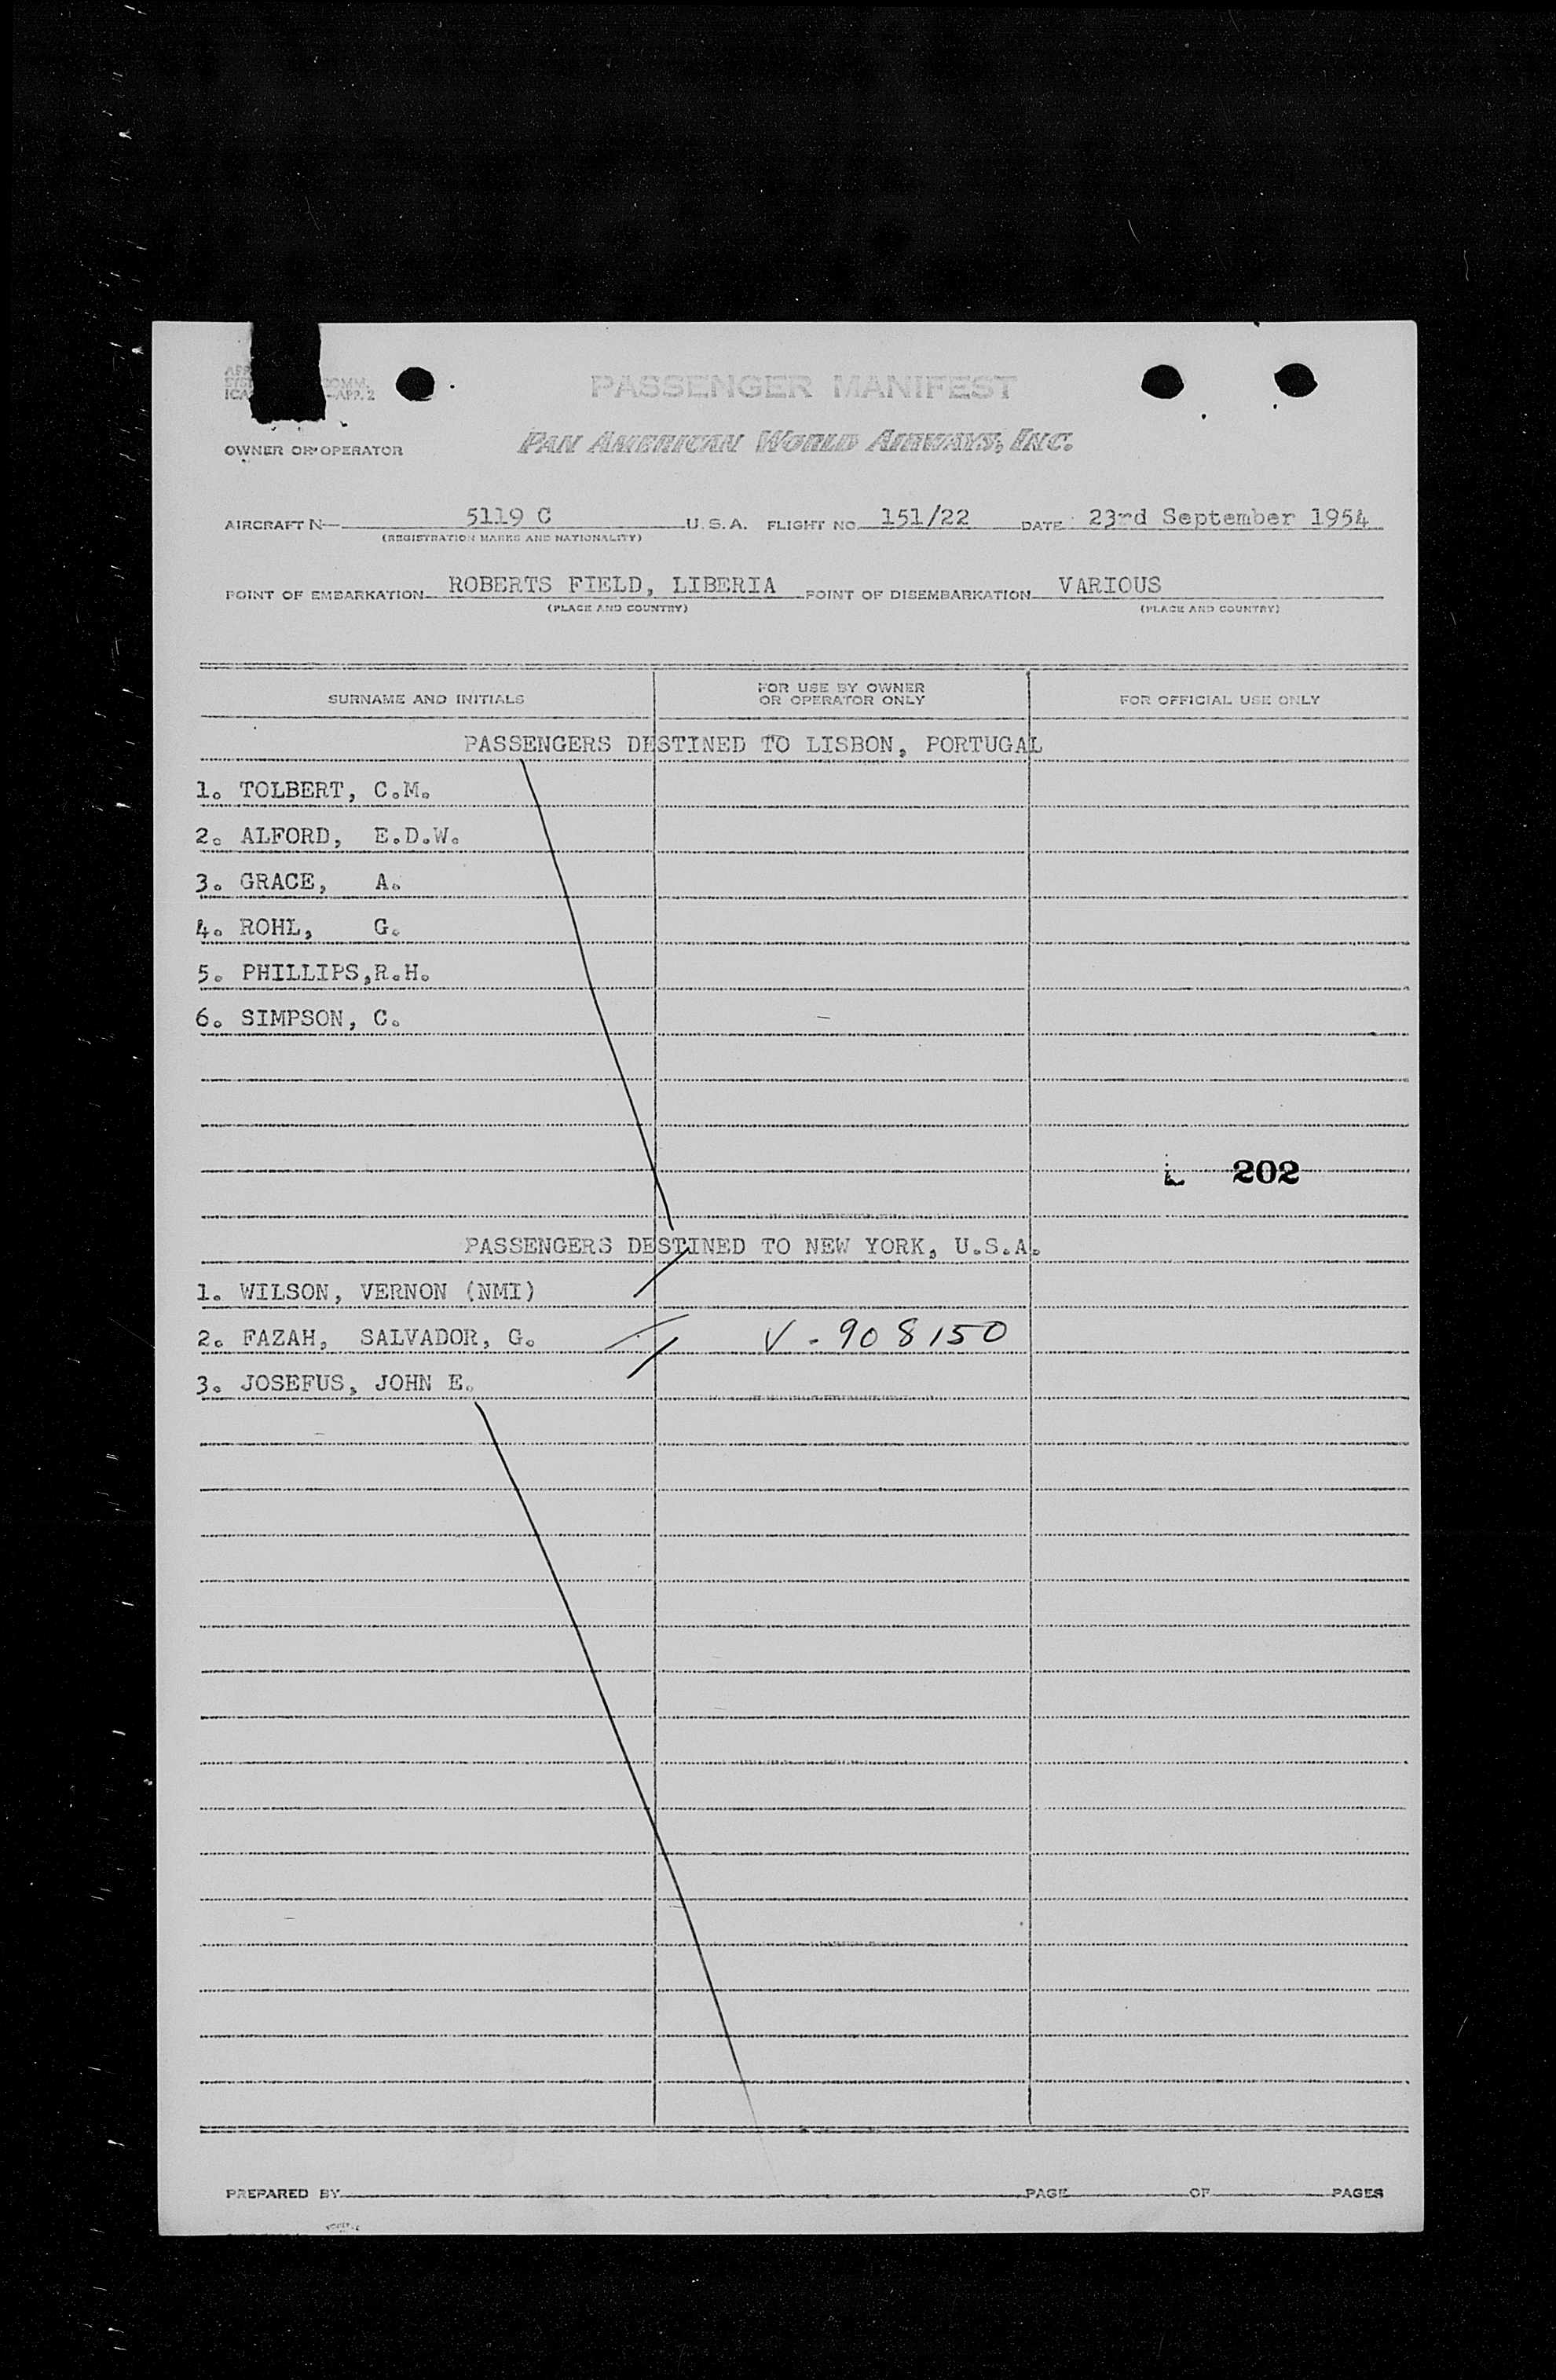 PASSENGER MANIFEST
OWNER OR OPERATOR PAN AMERICAN WORLD AIRWAYS, INC.
AIRCRAFT N 5119 C U.S.A. FLIGHT NO. 151/22 DATE 23rd September 1954
(REGISTRATION MARKS AND NATIONALITY)
POINT OF EMBARKATION ROBERTS FIELD, LIBERIA POINT OF DISEMBARKATION VARIOUS
(PLACE AND COUNTRY) (PLACE AND COUNTRY)
SURNAME AND INITIALS FOR USE BY OWNER OR OPERATOR ONLY FOR OFFICIAL USE ONLY
PASSENGERS DESTINED TO LISBON, PORTUGAL
1. TOLBERT, C.M.
2. ALFORD, E.D.W.
3. GRACE, A.
4. ROHL, G.
5. PHILLIPS,R.H.
6. SIMPSON, C.
202
PASSENGERS DESTINED TO NEW YORK, U.S.A.
1. WILSON, VERNON (NMI)
2. FAZAH, SALVADOR, G. V-908150
3. JOSEFUS, JOHN E.
PREPARED BY PAGE OF PAGES